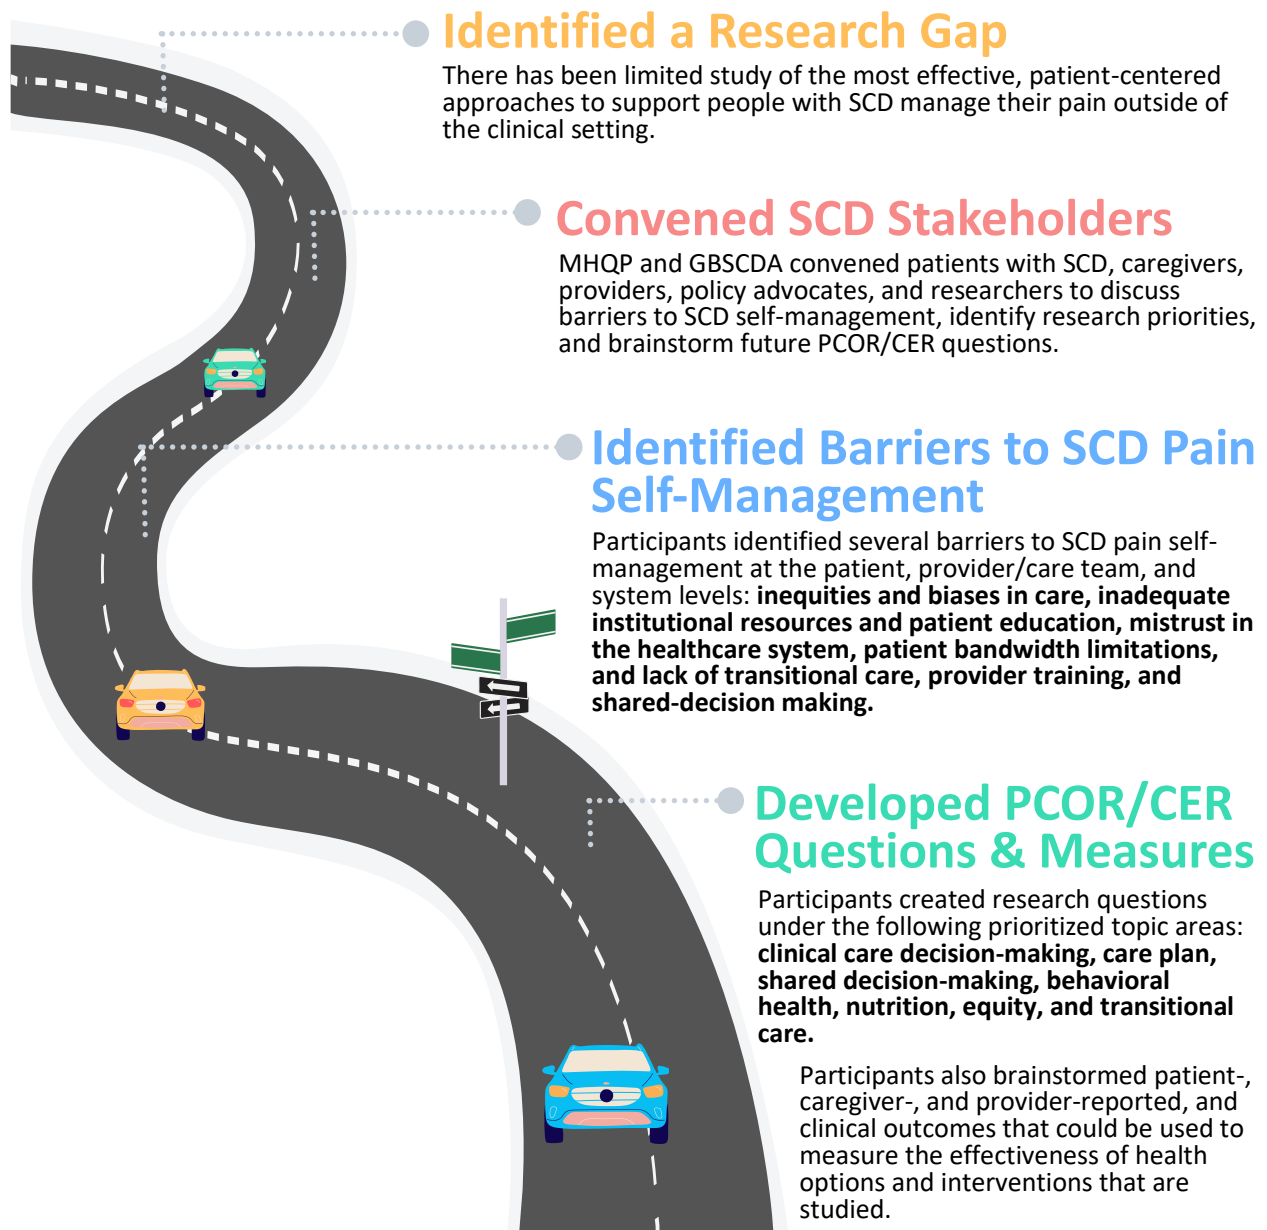 Identified a Research Gap
There has been limited study of the most effective, patient-centered
approaches to support people with SCD manage their pain outside of
the clinical setting.
Convened SCD Stakeholders
MHQP and GBSCDA convened patients with SCD, caregivers,
providers, policy advocates, and researchers to discuss
barriers to SCD self-management, identify research priorities,
and brainstorm future PCOR/CER questions.
Identified Barriers to SCD Pain
Self-Management
Participants identified several barriers to SCD pain self-
management at the patient, provider/care team, and
system levels: inequities and biases in care, inadequate
institutional resources and patient education, mistrust in
the healthcare system, patient bandwidth limitations,
and lack of transitional care, provider training, and
shared-decision making.
Developed PCOR/CER
Questions & Measures
Participants created research questions
under the following prioritized topic areas:
clinical care decision-making, care plan,
shared decision-making, behavioral
health, nutrition, equity, and transitional
care.
Participants also brainstormed patient-,
caregiver-, and provider-reported, and
clinical outcomes that could be used to
measure the effectiveness of health
options and interventions that are
studied.